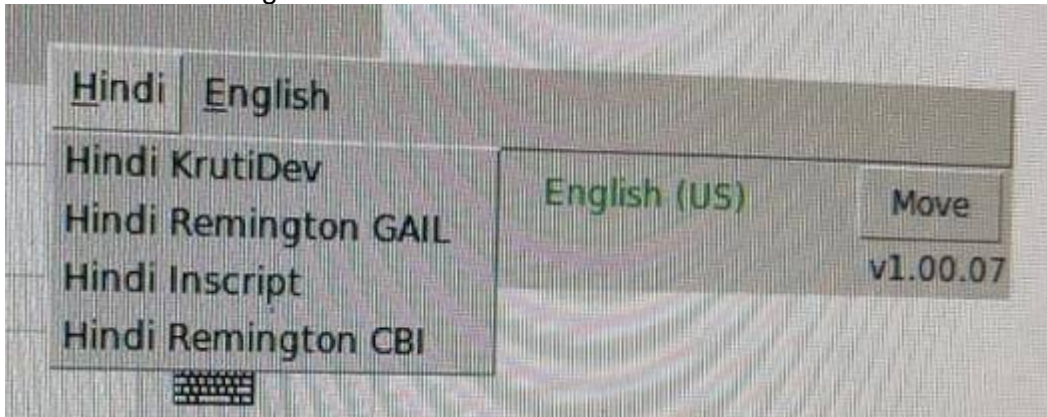 Hindi English
Hindi KrutiDev
Hindi Remington GAIL
Hindi Inscript
Hindi Remington CBI
English (US)
Move
v1.00.07